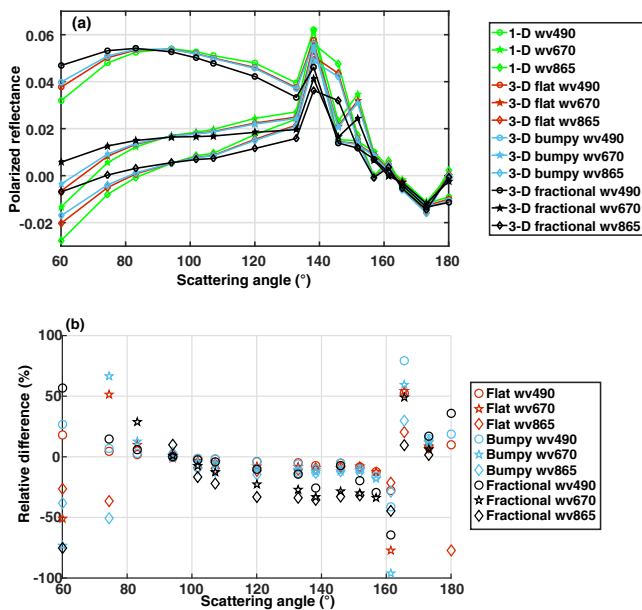 (a)
0.06
0.04
0.02
0.00
-0.02
Polarized reflectance
60
80
100
120
140
160
180
Scattering angle (°)
1-D wv490
1-D wv670
1-D wv865
3-D flat wv490
3-D flat wv670
3-D flat wv865
3-D bumpy wv490
3-D bumpy wv670
3-D bumpy wv865
3-D fractional wv490
3-D fractional wv670
3-D fractional wv865
(b)
100
50
0
-50
-100
Relative difference (%)
60
80
100
120
140
160
180
Scattering angle (°)
Flat wv490
Flat wv670
Flat wv865
Bumpy wv490
Bumpy wv670
Bumpy wv865
Fractional wv490
Fractional wv670
Fractional wv865